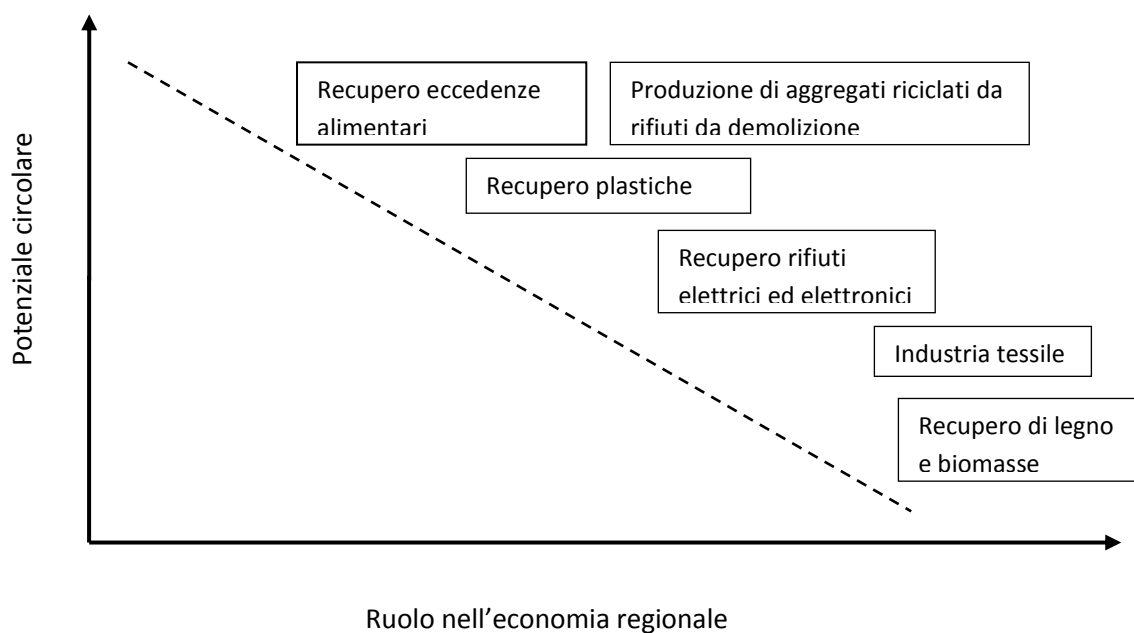 Recupero eccedenze
alimentari
Produzione di aggregati riciclati da
rifiuti da demolizione
Recupero plastiche
Recupero rifiuti
elettrici ed elettronici
Industria tessile
Recupero di legno
e biomasse
Potenziale circolare
Ruolo nell’economia regionale